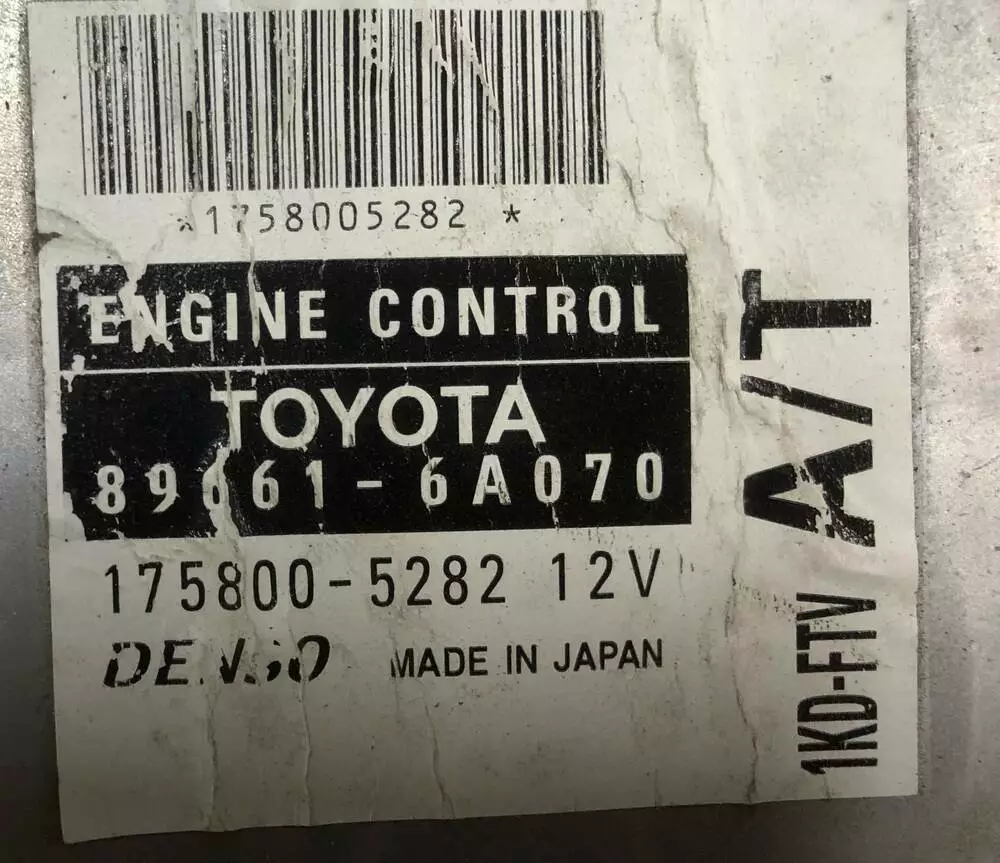 *1758005282 *
ENGINE CONTROL
TOYOTA
89661-6A070
175800-5282 12V
DENSO MADE IN JAPAN
1KD-FTV A/T